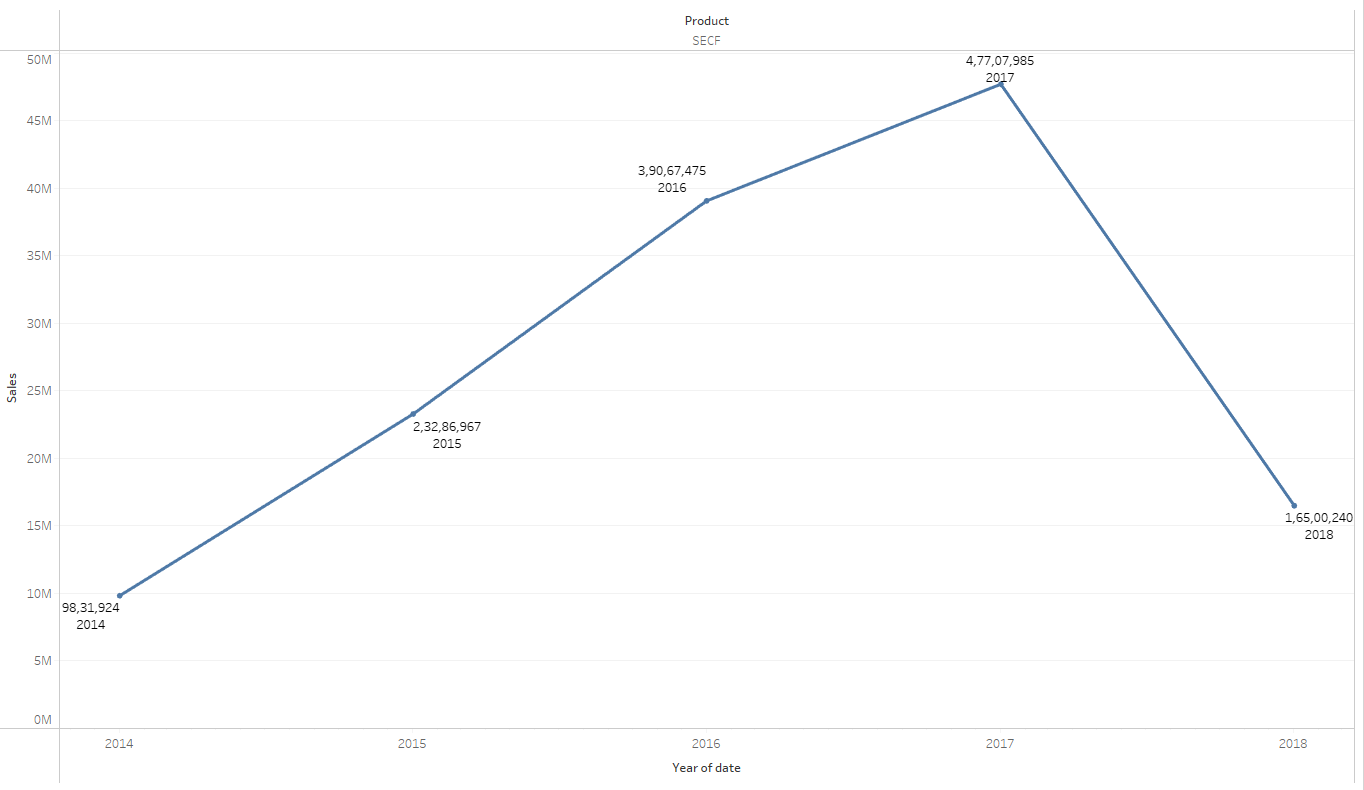 Product
SECF
50M
45M
40M
35M
30M
25M
20M
15M
10M
5M
0M
Sales
98,31,924
2014
2,32,86,967
2015
3,90,67,475
2016
4,77,07,985
2017
1,65,00,240
2018
2014 2015 2016 2017 2018
Year of date